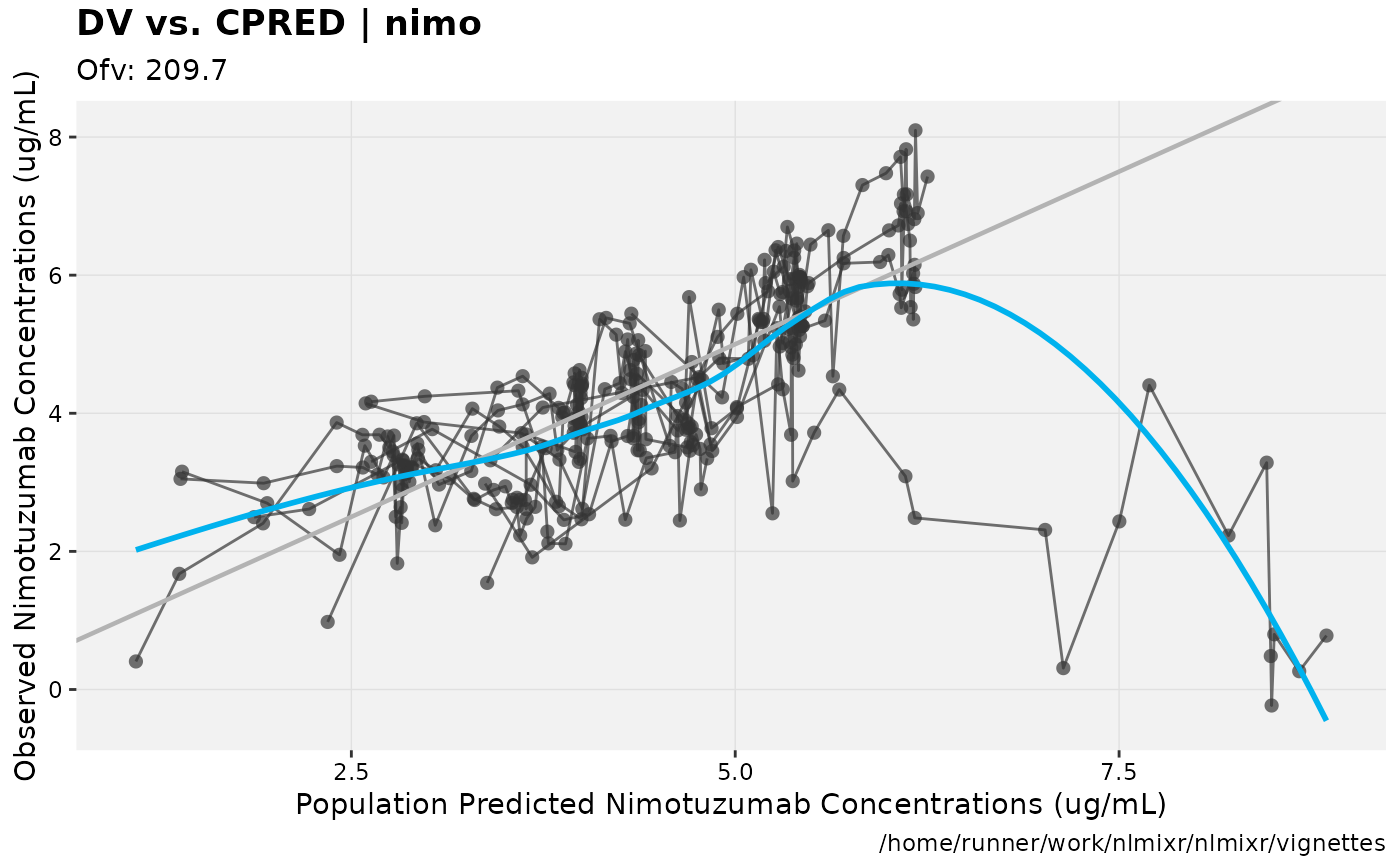 DV vs. CPRED | nimo
Ofv: 209.7
Observed Nimotuzumab Concentrations (ug/mL)
8
6
4
2
0
2.5 5.0 7.5
Population Predicted Nimotuzumab Concentrations (ug/mL)
/home/runner/work/nlmixr/nlmixr/vignettes